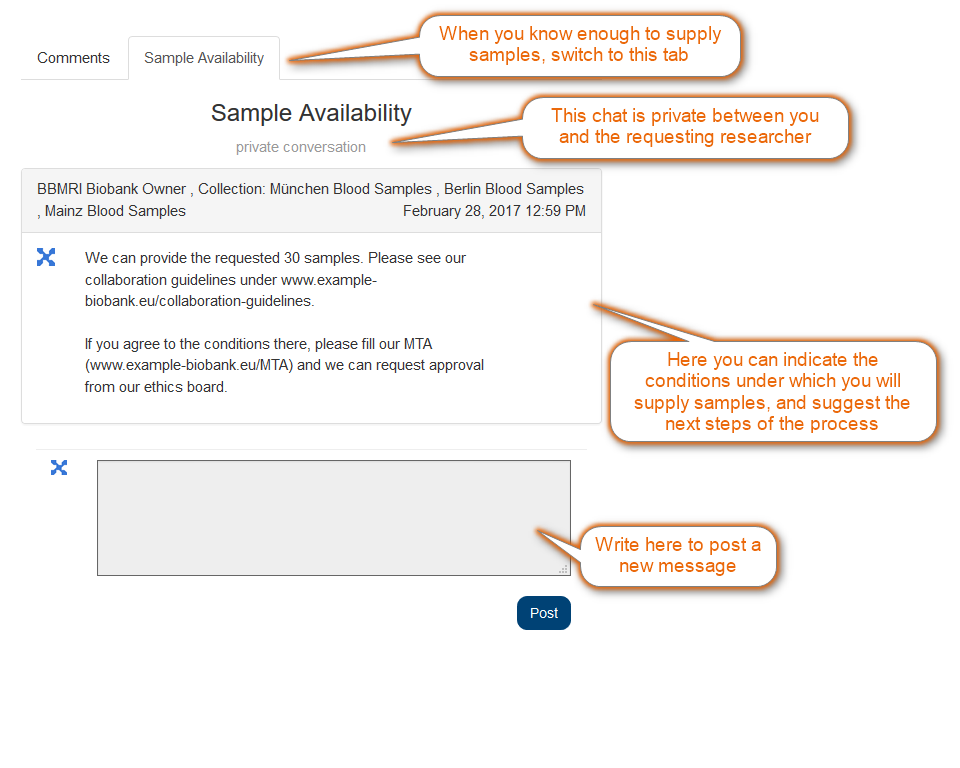 When you know enough to supply
samples, switch to this tab
Comments
Sample Availability
Sample Availability
private conversation
This chat is private between you
and the requesting researcher
BBMRI Biobank Owner , Collection: München Blood Samples , Berlin Blood Samples
, Mainz Blood Samples
February 28, 2017 12:59 PM
We can provide the requested 30 samples. Please see our
collaboration guidelines under www.example-
biobank.eu/collaboration-guidelines.
If you agree to the conditions there, please fill our MTA
(www.example-biobank.eu/MTA) and we can request approval
from our ethics board.
Here you can indicate the
conditions under which you will
supply samples, and suggest the
next steps of the process
Write here to post a
new message
Post